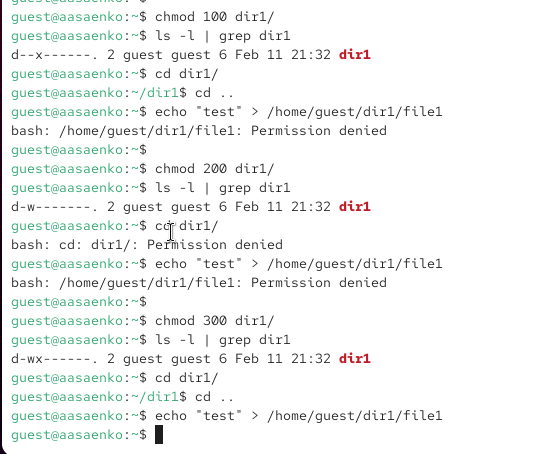 guest@aasaenko:~$ chmod 100 dir1/
guest@aasaenko:~$ ls -l | grep dir1
d--x------. 2 guest guest 6 Feb 11 21:32 dir1
guest@aasaenko:~$ cd dir1/
guest@aasaenko:~/dir1$ cd ..
guest@aasaenko:~$ echo "test" > /home/guest/dir1/file1
bash: /home/guest/dir1/file1: Permission denied
guest@aasaenko:~$
guest@aasaenko:~$ chmod 200 dir1/
guest@aasaenko:~$ ls -l | grep dir1
d-w-------. 2 guest guest 6 Feb 11 21:32 dir1
guest@aasaenko:~$ cd dir1/
bash: cd: dir1/: Permission denied
guest@aasaenko:~$ echo "test" > /home/guest/dir1/file1
bash: /home/guest/dir1/file1: Permission denied
guest@aasaenko:~$
guest@aasaenko:~$ chmod 300 dir1/
guest@aasaenko:~$ ls -l | grep dir1
d-wx------. 2 guest guest 6 Feb 11 21:32 dir1
guest@aasaenko:~$ cd dir1/
guest@aasaenko:~/dir1$ cd ..
guest@aasaenko:~$ echo "test" > /home/guest/dir1/file1
guest@aasaenko:~$